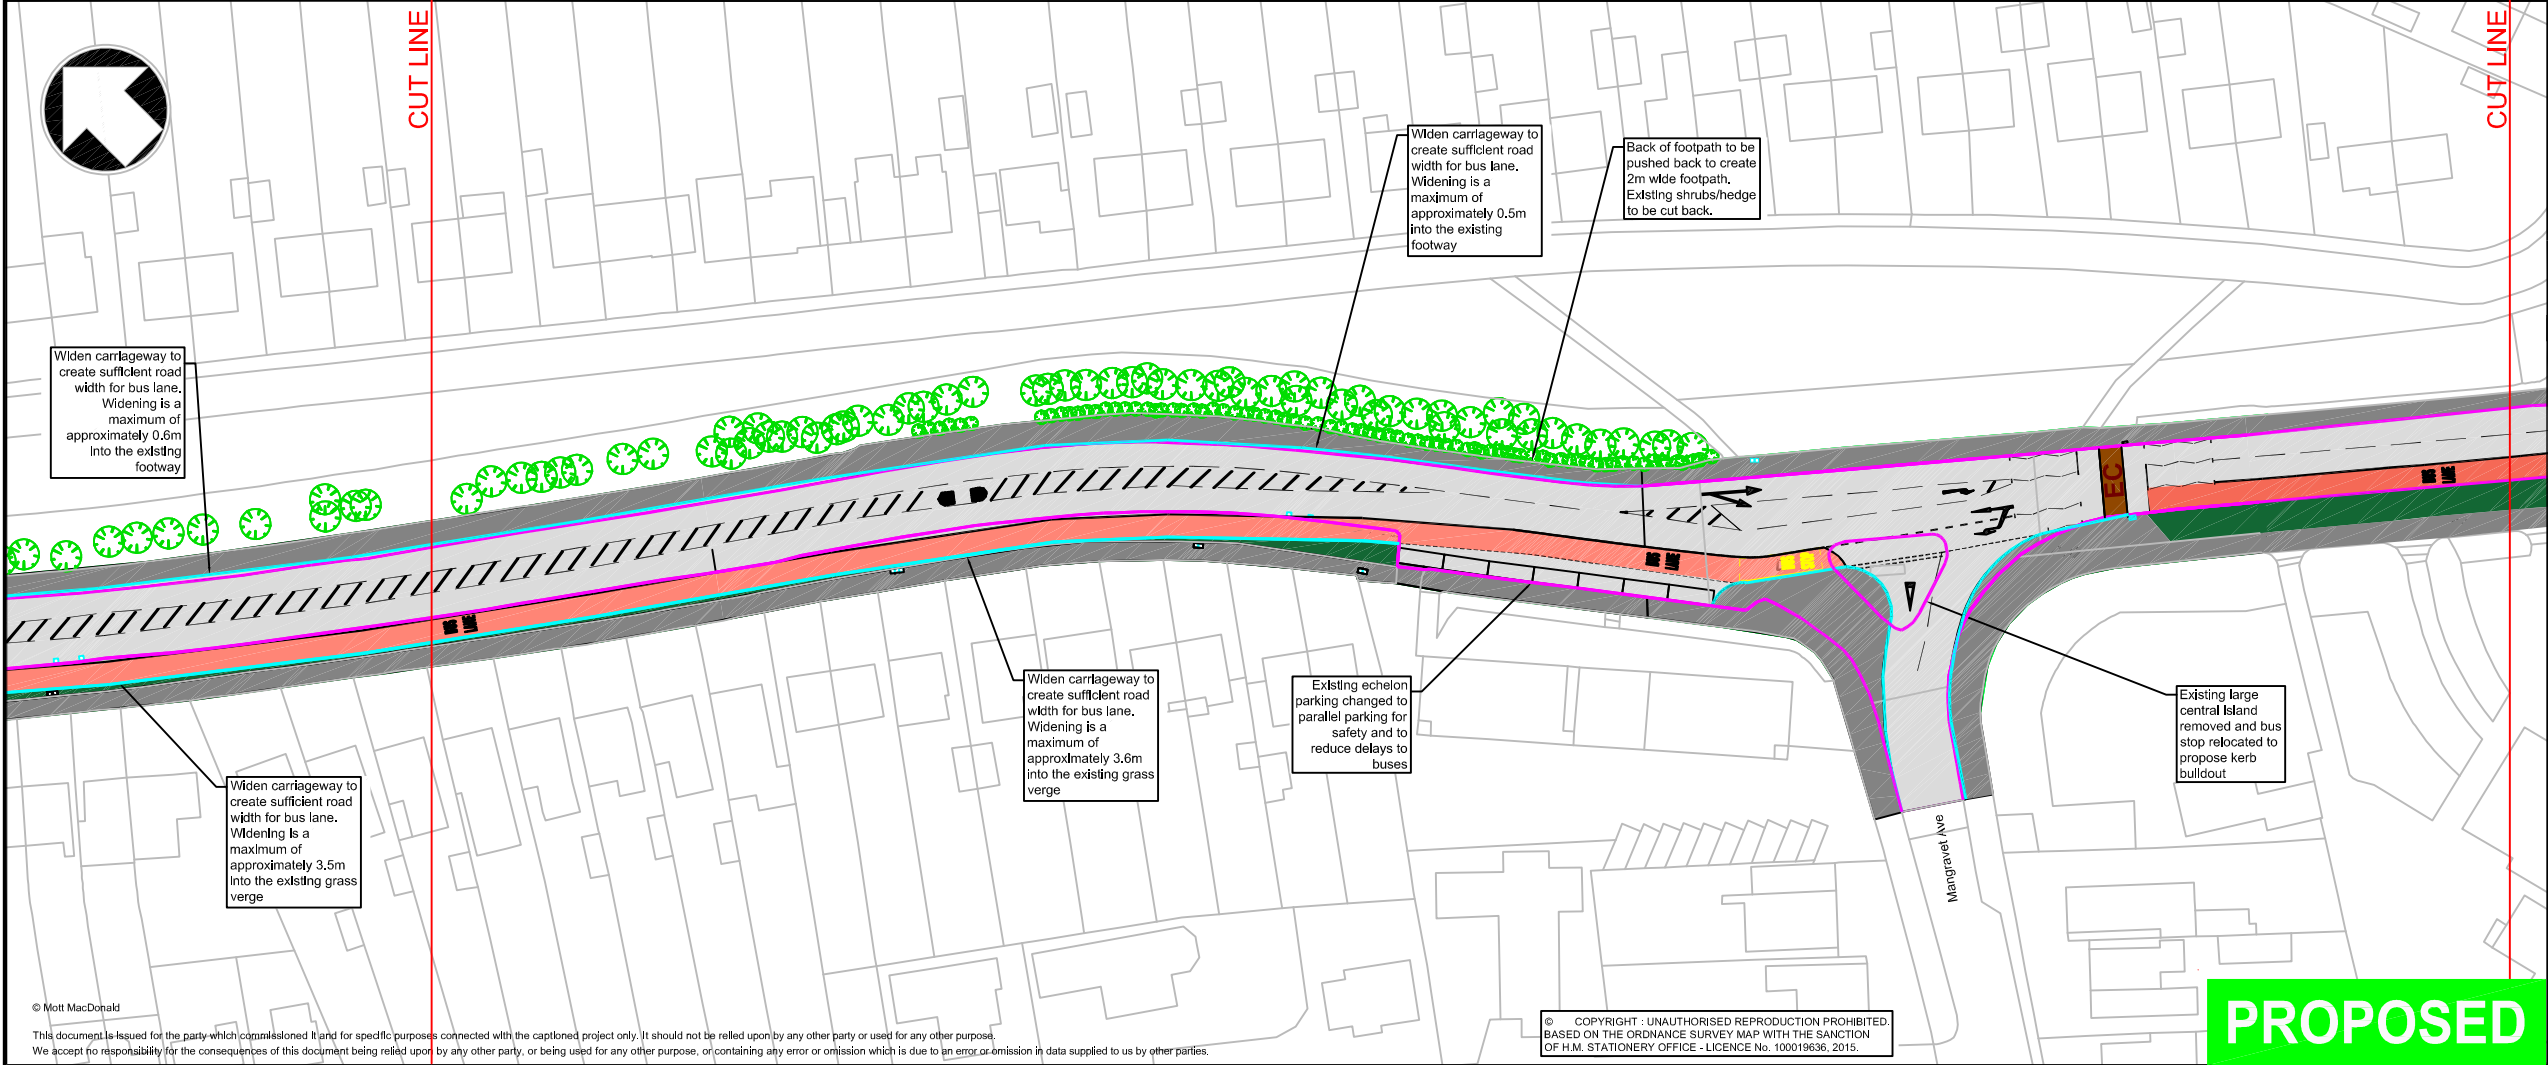 CUT LINE
CUT LINE
Widen carriageway to
create sufficient road
width for bus lane.
Widening is a
maximum of
approximately 0.5m
into the existing
footway
Back of footpath to be
pushed back to create
2m wide footpath.
Existing shrubs/hedge
to be cut back.
Widen carriageway to
create sufficient road
width for bus lane.
Widening is a
maximum of
approximately 0.6m
into the existing
footway
EC
BUS
LANE
BUS
LANE
BUS
LANE
Widen carriageway to
create sufficient road
width for bus lane.
Widening is a
maximum of
approximately 3.6m
into the existing grass
verge
Existing echelon
parking changed to
parallel parking for
safety and to
reduce delays to
buses
Existing large
central island
removed and bus
stop relocated to
propose kerb
buildout
Widen carriageway to
create sufficient road
width for bus lane.
Widening is a
maximum of
approximately 3.5m
into the existing grass
verge
Mangravet Ave
© Mott MacDonald
This document is issued for the party which commissioned it and for specific purposes connected with the captioned project only. It should not be relied upon by any other party or used for any other purpose.
We accept no responsibility for the consequences of this document being relied upon by any other party, or being used for any other purpose, or containing any error or omission which is due to an error or omission in data supplied to us by other parties.
© COPYRIGHT : UNAUTHORISED REPRODUCTION PROHIBITED.
BASED ON THE ORDNANCE SURVEY MAP WITH THE SANCTION
OF H.M. STATIONERY OFFICE - LICENCE No. 100019636, 2015.
PROPOSED